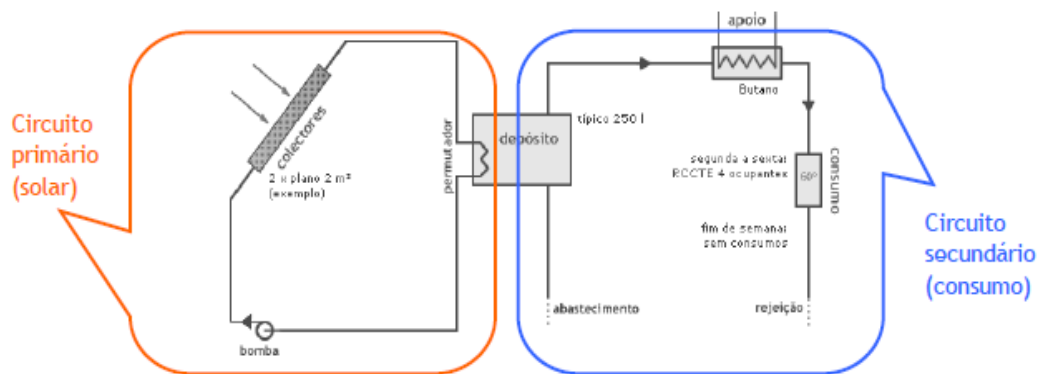 Circuito
primário
(solar)
colectores
2 x plano 2 m²
(exemplo)
bomba
permutador
depósito
típico 250 l
abastecimento
apoio
Butano
segunda a sexta:
RCCTE 4 ocupantes
fim de semana:
sem consumos
60º
consumo
rejeição
Circuito
secundário
(consumo)